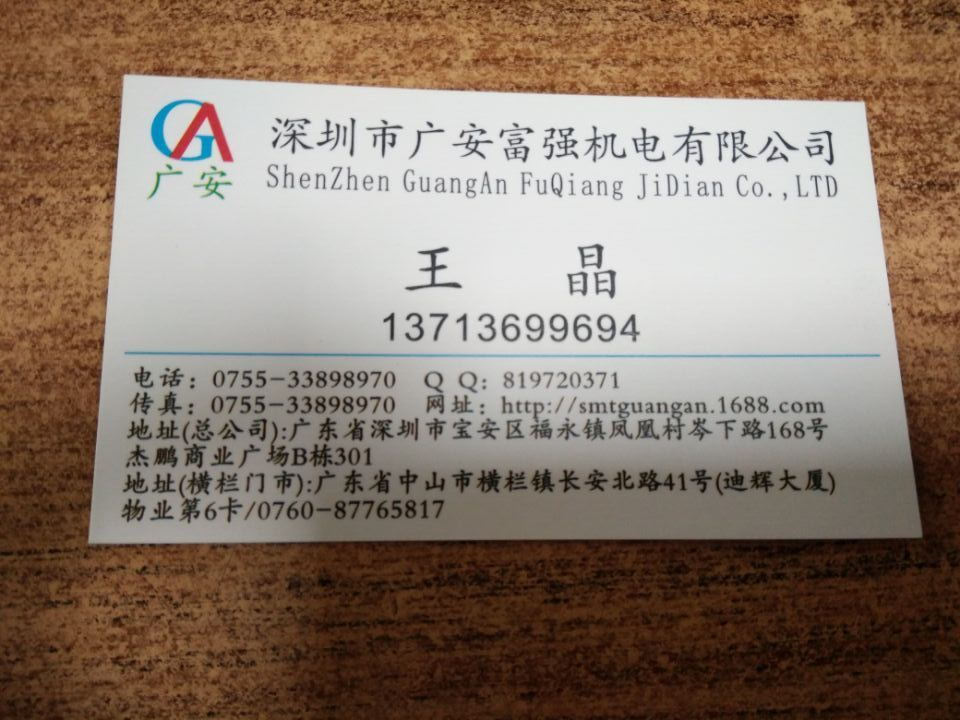 GA
广安
深圳市广安富强机电有限公司
ShenZhen GuangAn FuQiang JiDian Co.,LTD
王 晶
13713699694
电话：0755-33898970 Q Q：819720371
传真：0755-33898970 网址：http://smtguangan.1688.com
地址(总公司):广东省深圳市宝安区福永镇凤凰村岑下路168号
杰鹏商业广场B栋301
地址(横栏门市):广东省中山市横栏镇长安北路41号(迪辉大厦)
物业第6卡/0760-87765817